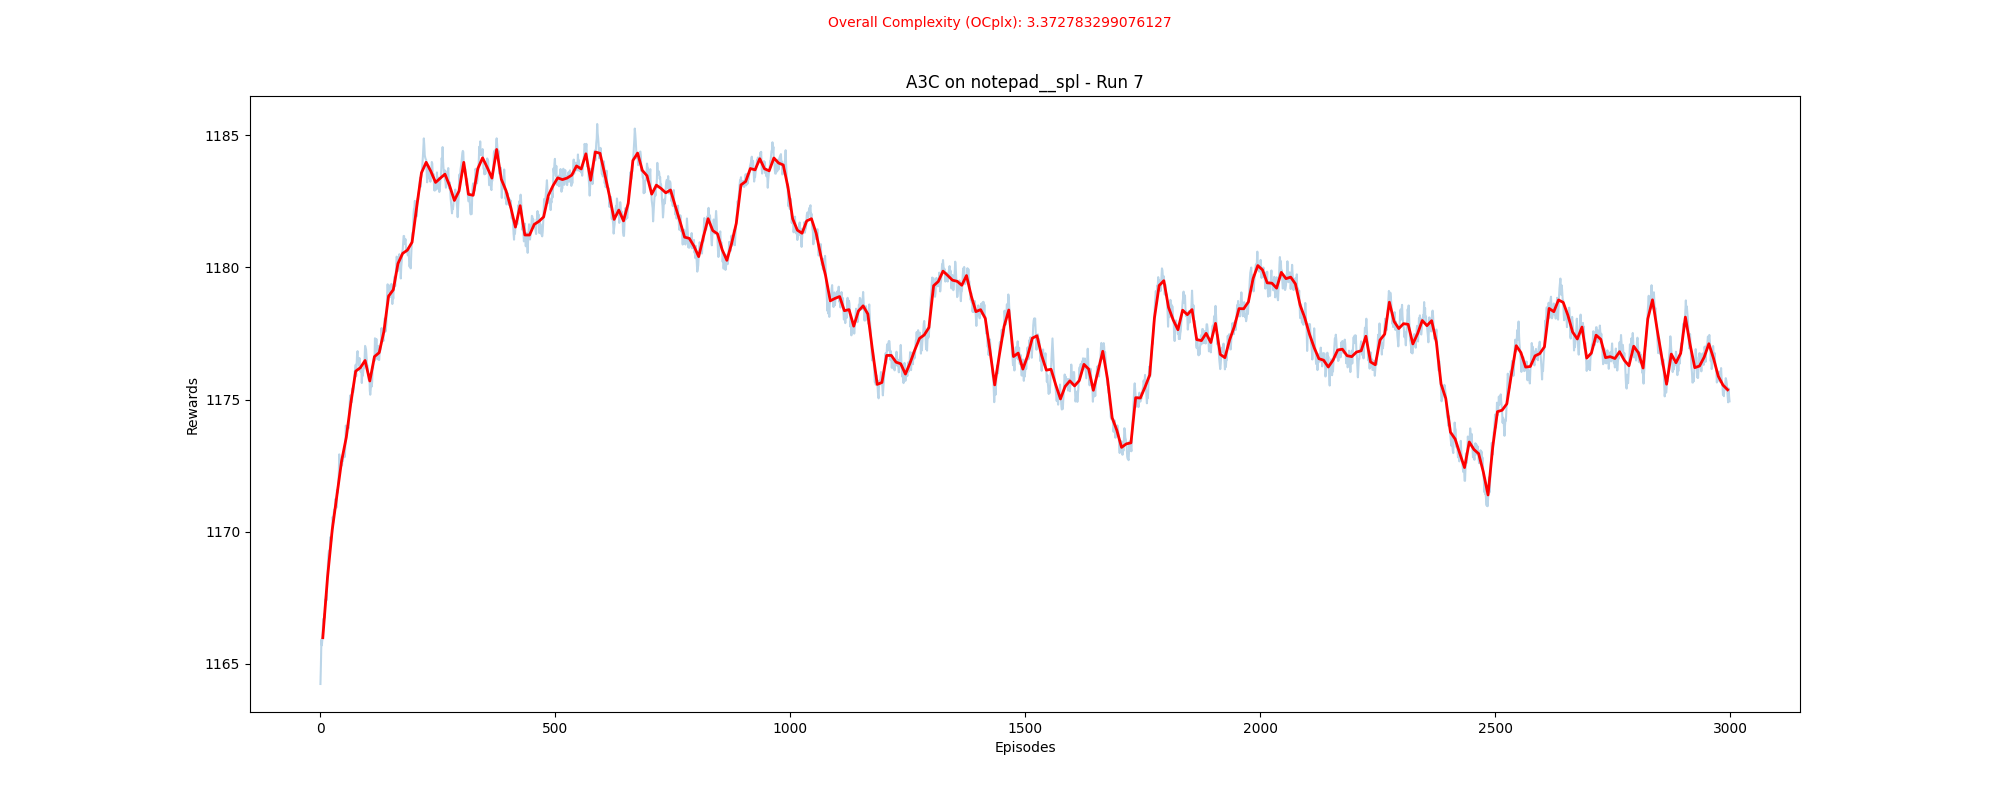 Overall Complexity (OCplx): 3.372783299076127
A3C on notepad__spl - Run 7
1185
1180
1175
1170
1165
Rewards
0 500 1000 1500 2000 2500 3000
Episodes